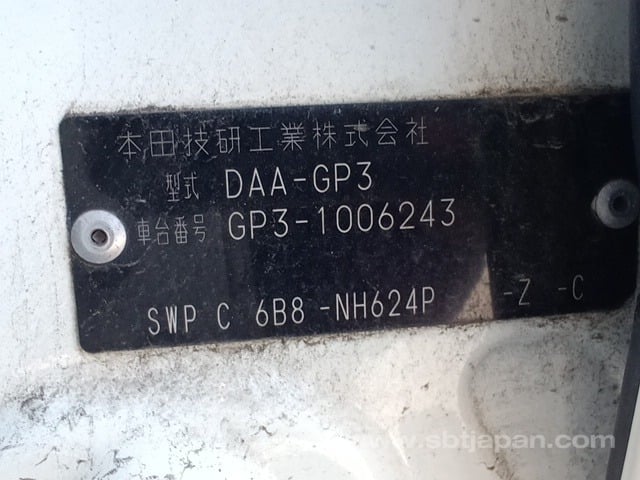 本田技研工業株式会社
型式 DAA-GP3
車台番号 GP3-1006243
SWP C 6B8 -NH624P -Z -C
www.sbtjapan.com